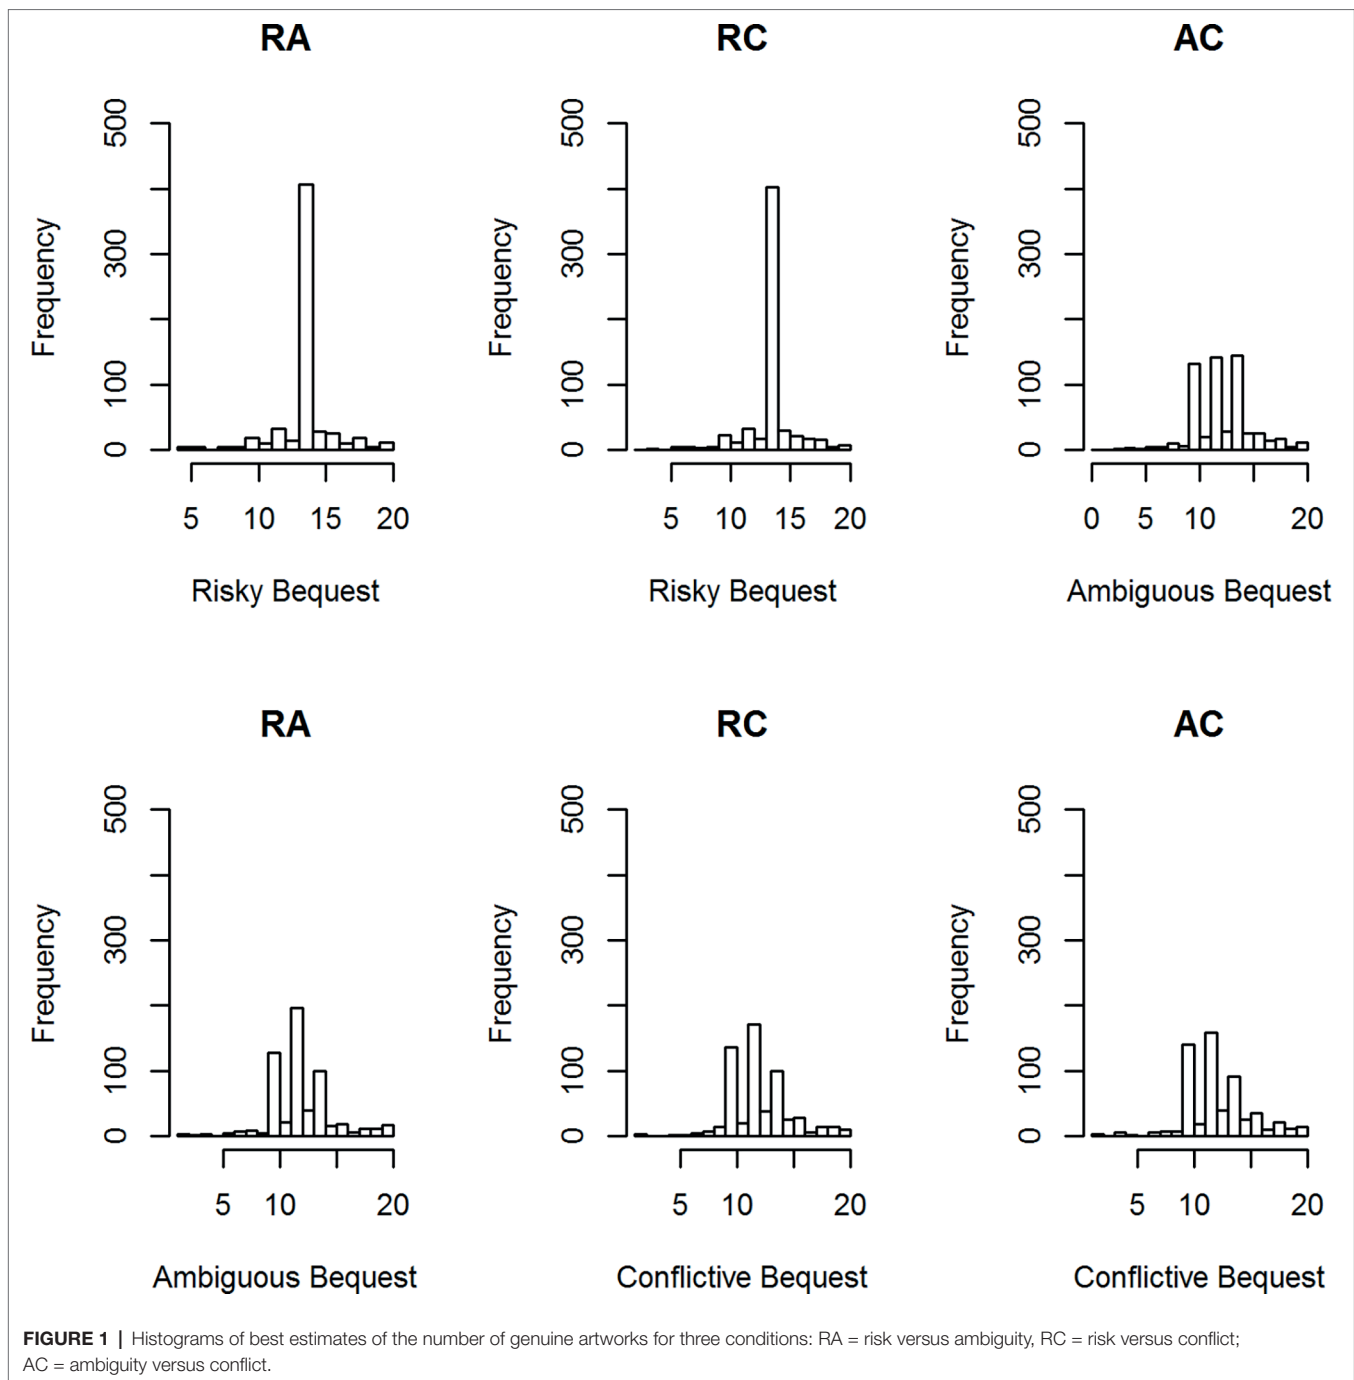 RA RC AC
Frequency Frequency Frequency
500 500 500
300 300 300
100 100 100
0 0 0
5 10 15 20 5 10 15 20 0 5 10 20
Risky Bequest Risky Bequest Ambiguous Bequest
RA RC AC
Frequency Frequency Frequency
500 500 500
300 300 300
100 100 100
0 0 0
5 10 20 5 10 20 5 10 20
Ambiguous Bequest Conflictive Bequest Conflictive Bequest
FIGURE 1 | Histograms of best estimates of the number of genuine artworks for three conditions: RA = risk versus ambiguity, RC = risk versus conflict;
AC = ambiguity versus conflict.